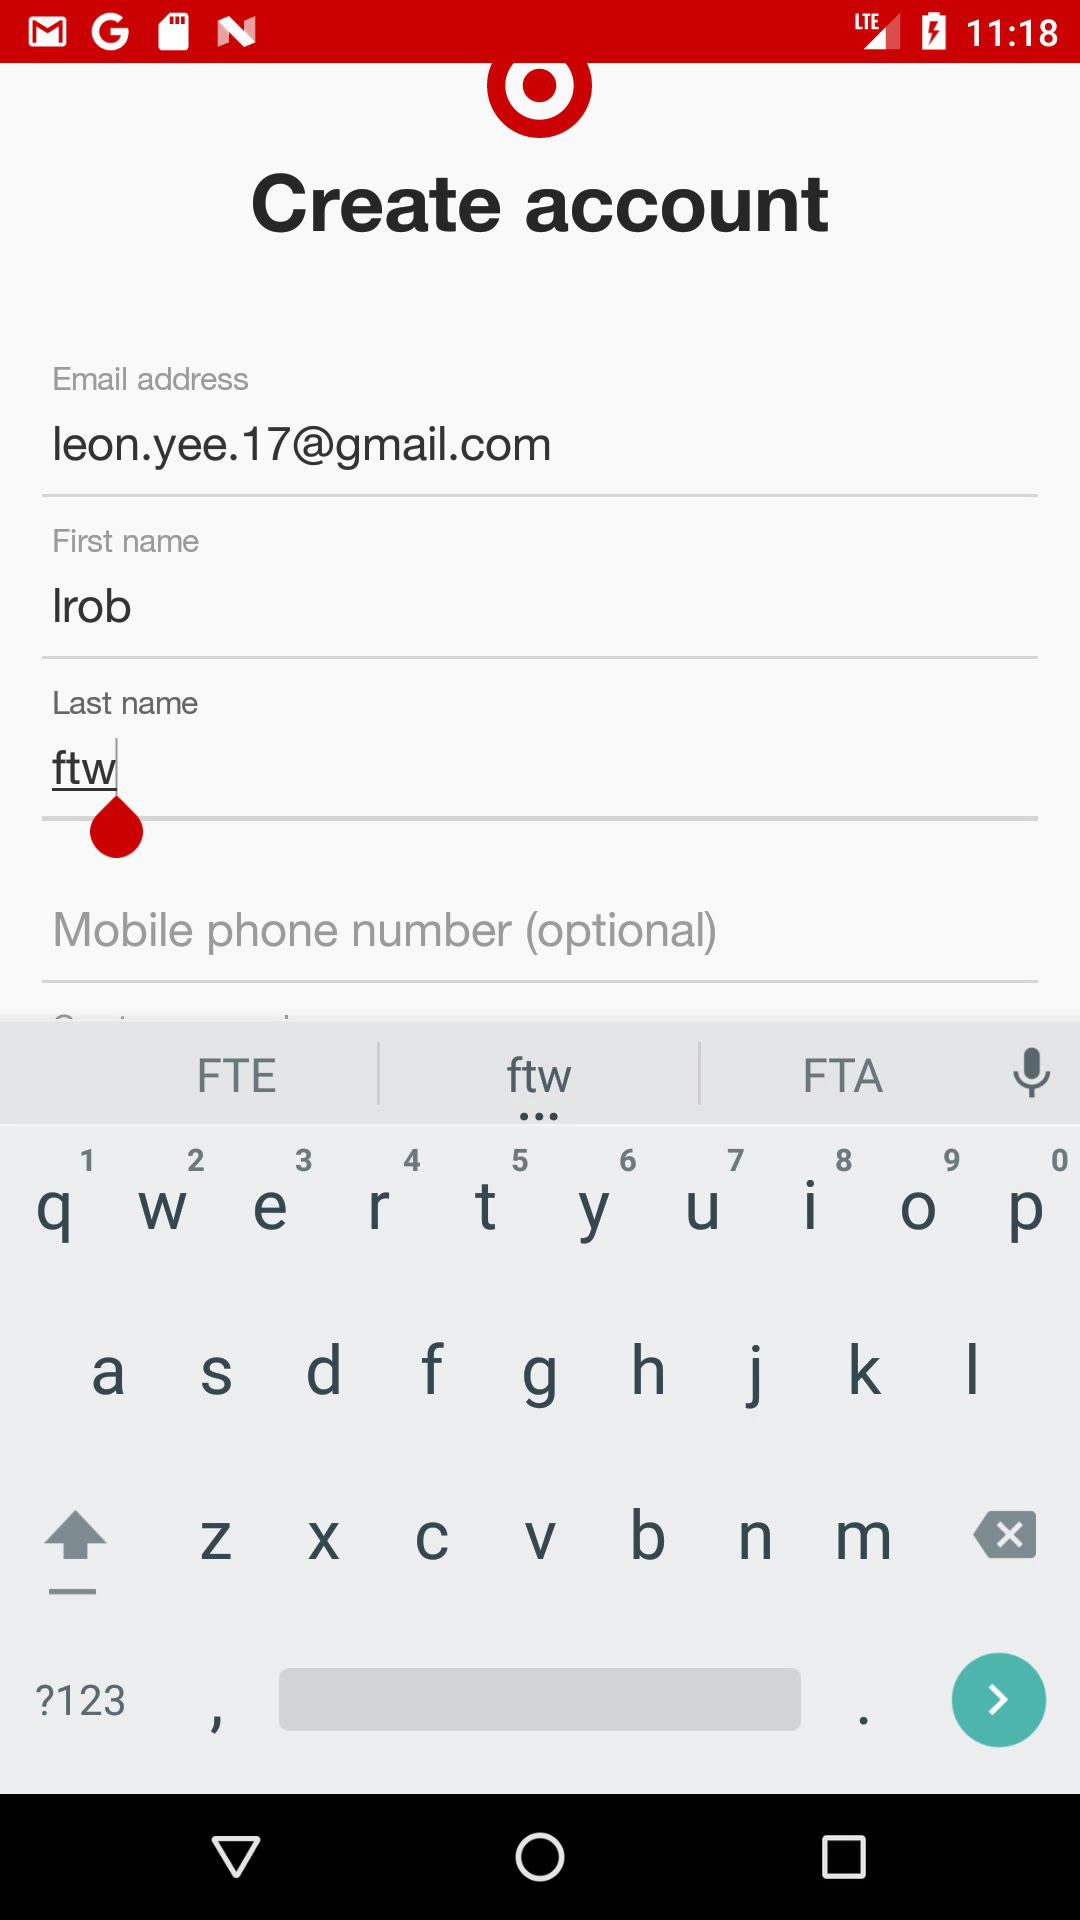 LTE 11:18
Create account
Email address
leon.yee.17@gmail.com
First name
lrob
Last name
ftw
Mobile phone number (optional)
FTE ftw FTA
1 2 3 4 5 6 7 8 9 0
q w e r t y u i o p
a s d f g h j k l
z x c v b n m
?123 , .